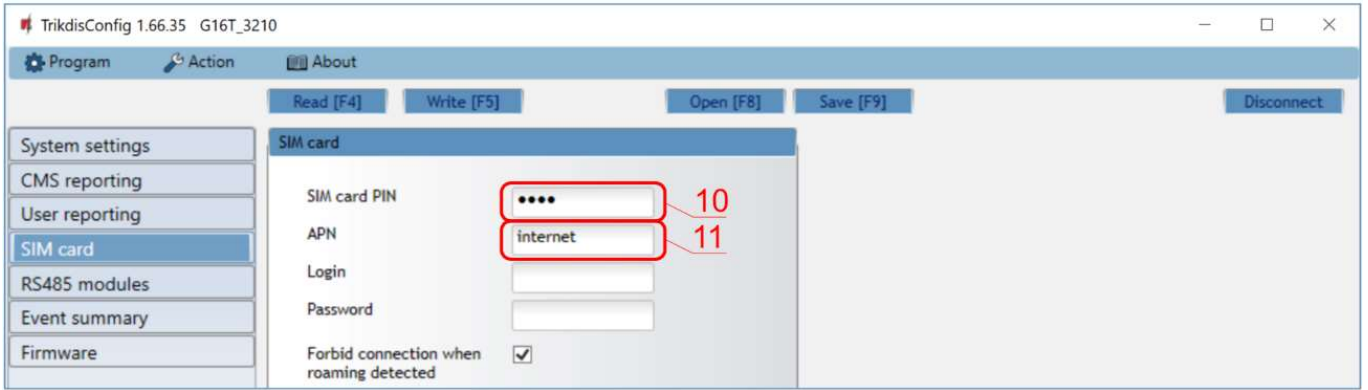 TrikdisConfig 1.66.35 G16T_3210
Program Action About
Read [F4] Write [F5] Open [F8] Save [F9] Disconnect
System settings
CMS reporting
User reporting
SIM card
RS485 modules
Event summary
Firmware
SIM card
SIM card PIN •••• 10
APN internet 11
Login
Password
Forbid connection when
roaming detected